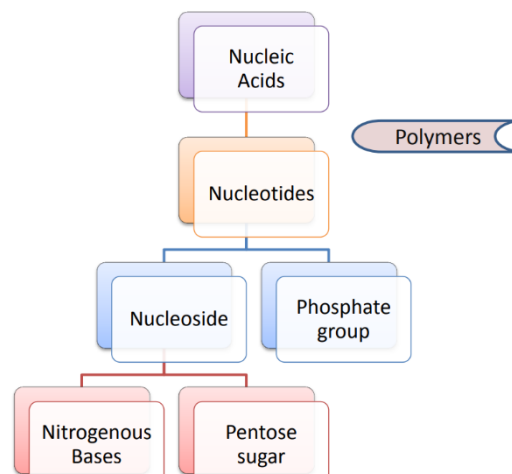 Nucleic
Acids
Polymers
Nucleotides
Nucleoside
Phosphate
group
Nitrogenous
Bases
Pentose
sugar